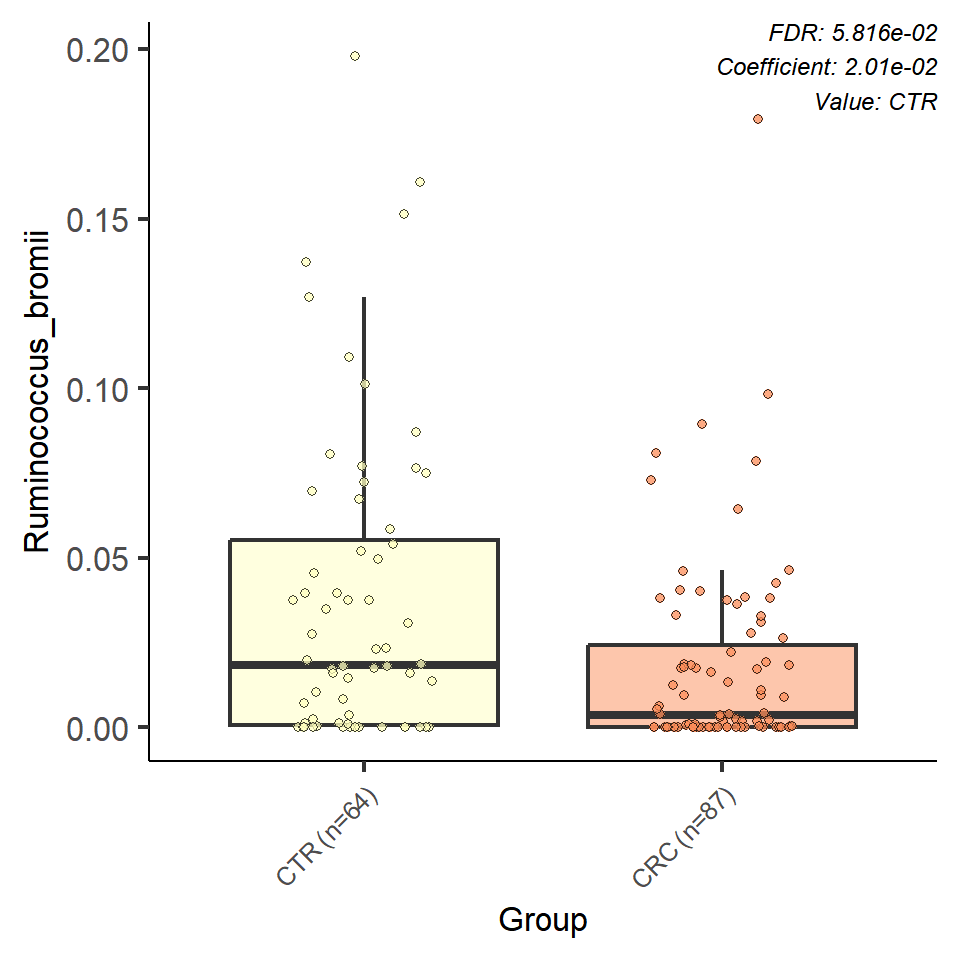 FDR: 5.816e-02
Coefficient: 2.01e-02
Value: CTR
0.20
0.15
0.10
0.05
0.00
Ruminococcus_bromii
CTR (n=64)
CRC (n=87)
Group